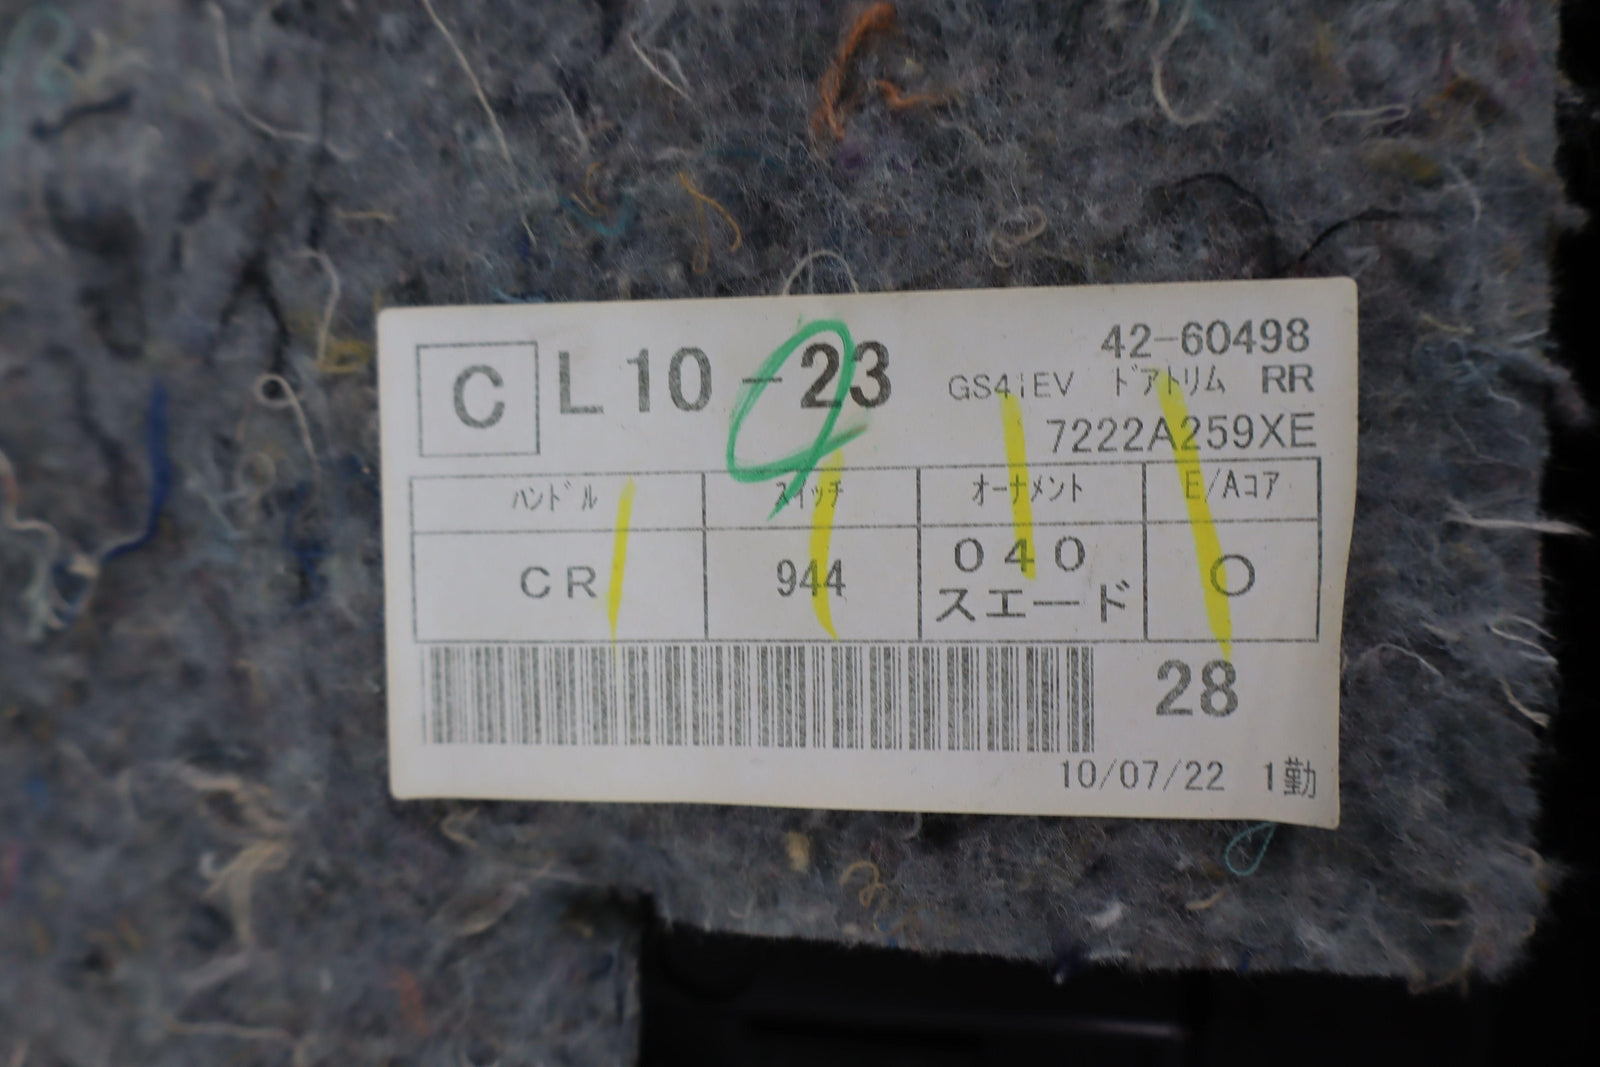 42-60498
C L10-23 GS41EV ドアトリム RR
7222A259XE
ハンドル スイッチ オーナメント E/Aコア
CR 944 040 スエード ○
28
10/07/22 1勤